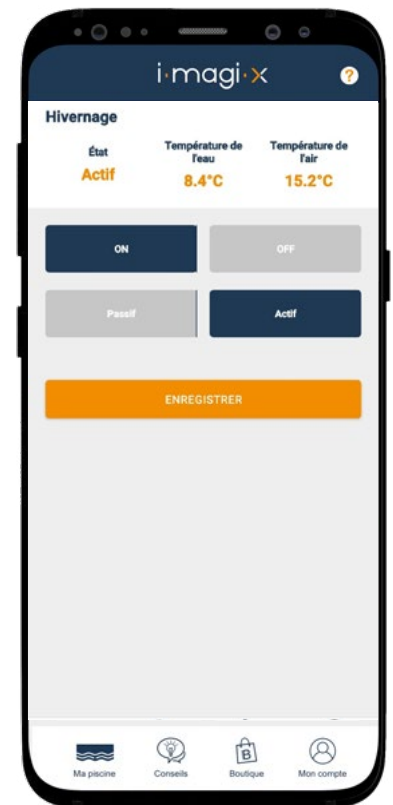 i·magi·x
?
Hivernage
État
Température de l'eau
Température de l'air
Actif
8.4°C
15.2°C
ON
OFF
Passif
Actif
ENREGISTRER
B
Ma piscine
Conseils
Boutique
Mon compte